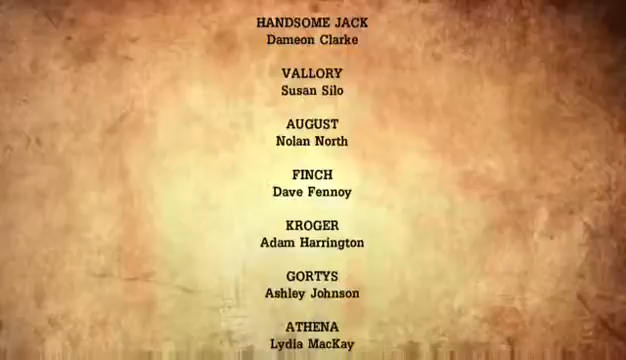 HANDSOME JACK
Dameon Clarke
VALLORY
Susan Silo
AUGUST
Nolan North
FINCH
Dave Fennoy
KROGER
Adam Harrington
GORTYS
Ashley Johnson
ATHENA
Lydia MacKay